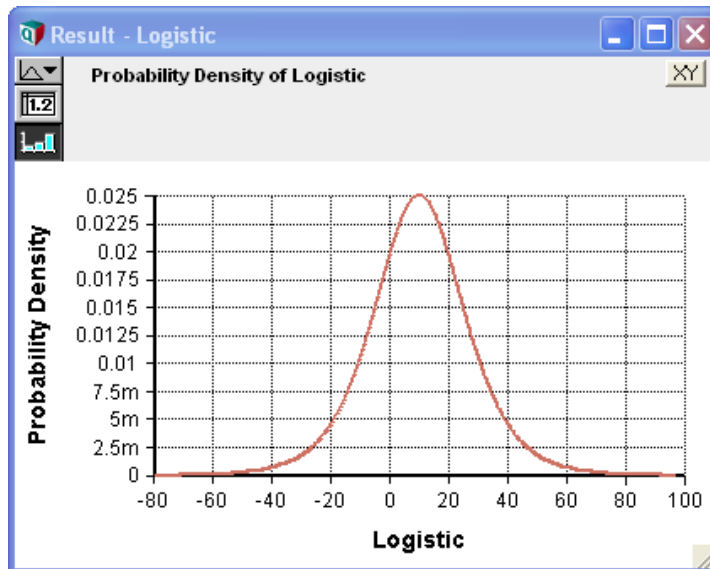 Result - Logistic
Probability Density of Logistic
XY
1.2
0.025
0.0225
0.02
0.0175
0.015
0.0125
0.01
7.5m
5m
2.5m
0
Probability Density
-80 -60 -40 -20 0 20 40 60 80 100
Logistic